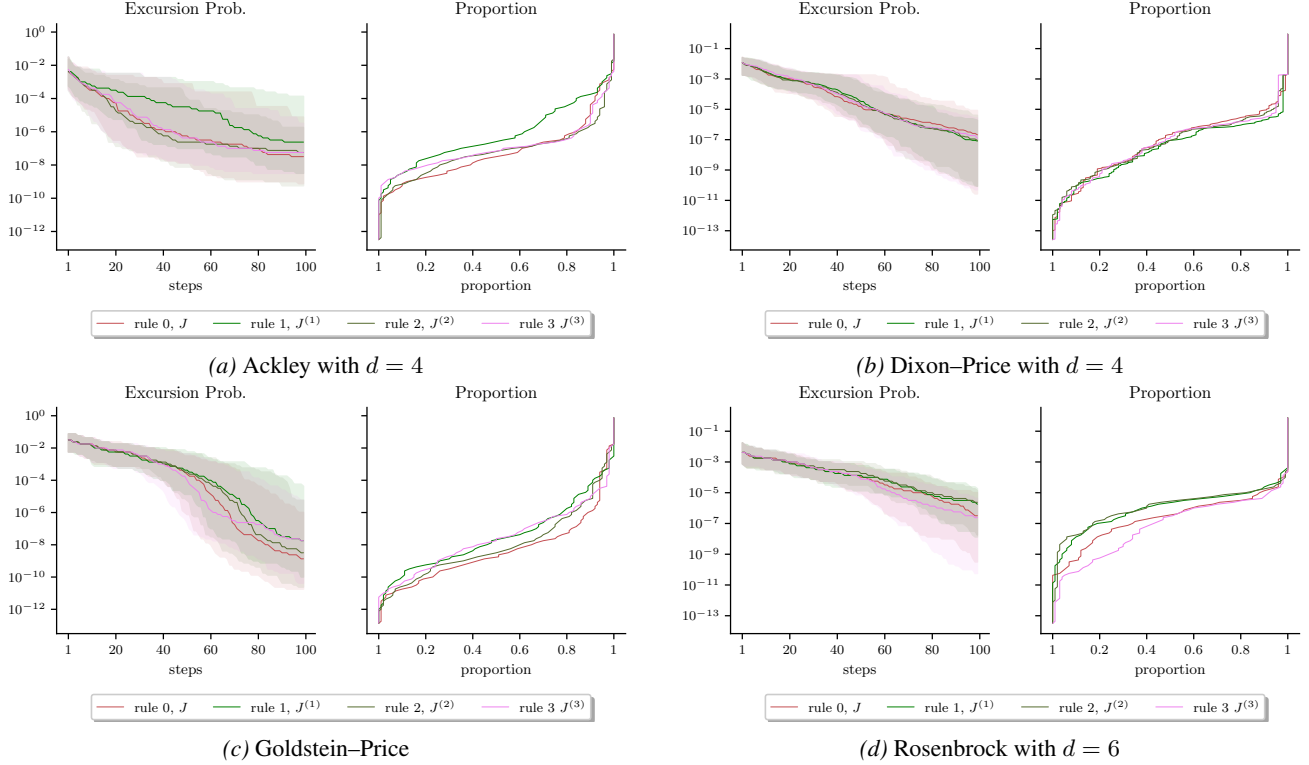 Excursion Prob.
Proportion
10^0
10^−2
10^−4
10^−6
10^−8
10^−10
10^−12
1 20 40 60 80 100
steps
1 0.2 0.4 0.6 0.8 1
proportion
rule 0, J
rule 1, J^(1)
rule 2, J^(2)
rule 3 J^(3)
(a) Ackley with d = 4
Excursion Prob.
Proportion
10^−1
10^−3
10^−5
10^−7
10^−9
10^−11
10^−13
1 20 40 60 80 100
steps
1 0.2 0.4 0.6 0.8 1
proportion
rule 0, J
rule 1, J^(1)
rule 2, J^(2)
rule 3 J^(3)
(b) Dixon–Price with d = 4
Excursion Prob.
Proportion
10^0
10^−2
10^−4
10^−6
10^−8
10^−10
10^−12
1 20 40 60 80 100
steps
1 0.2 0.4 0.6 0.8 1
proportion
rule 0, J
rule 1, J^(1)
rule 2, J^(2)
rule 3 J^(3)
(c) Goldstein–Price
Excursion Prob.
Proportion
10^−1
10^−3
10^−5
10^−7
10^−9
10^−11
10^−13
1 20 40 60 80 100
steps
1 0.2 0.4 0.6 0.8 1
proportion
rule 0, J
rule 1, J^(1)
rule 2, J^(2)
rule 3 J^(3)
(d) Rosenbrock with d = 6